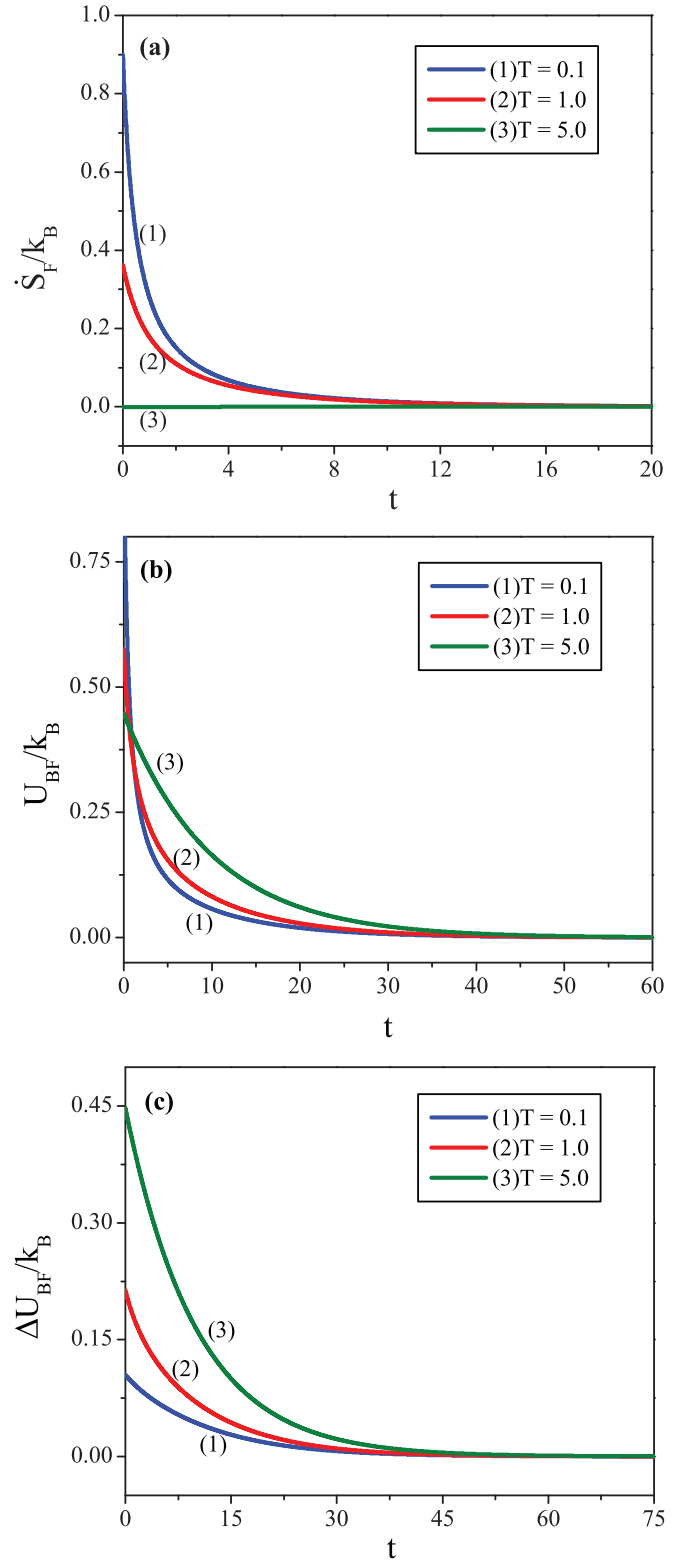 (a)
1.0
0.8
0.6
0.4
0.2
0.0
Ṡ_F/k_B
(1)T = 0.1
(2)T = 1.0
(3)T = 5.0
(1)
(2)
(3)
0 4 8 12 16 20
t
(b)
0.75
0.50
0.25
0.00
U_BF/k_B
(1)T = 0.1
(2)T = 1.0
(3)T = 5.0
(3)
(2)
(1)
0 10 20 30 40 50 60
t
(c)
0.45
0.30
0.15
0.00
ΔU_BF/k_B
(1)T = 0.1
(2)T = 1.0
(3)T = 5.0
(3)
(2)
(1)
0 15 30 45 60 75
t